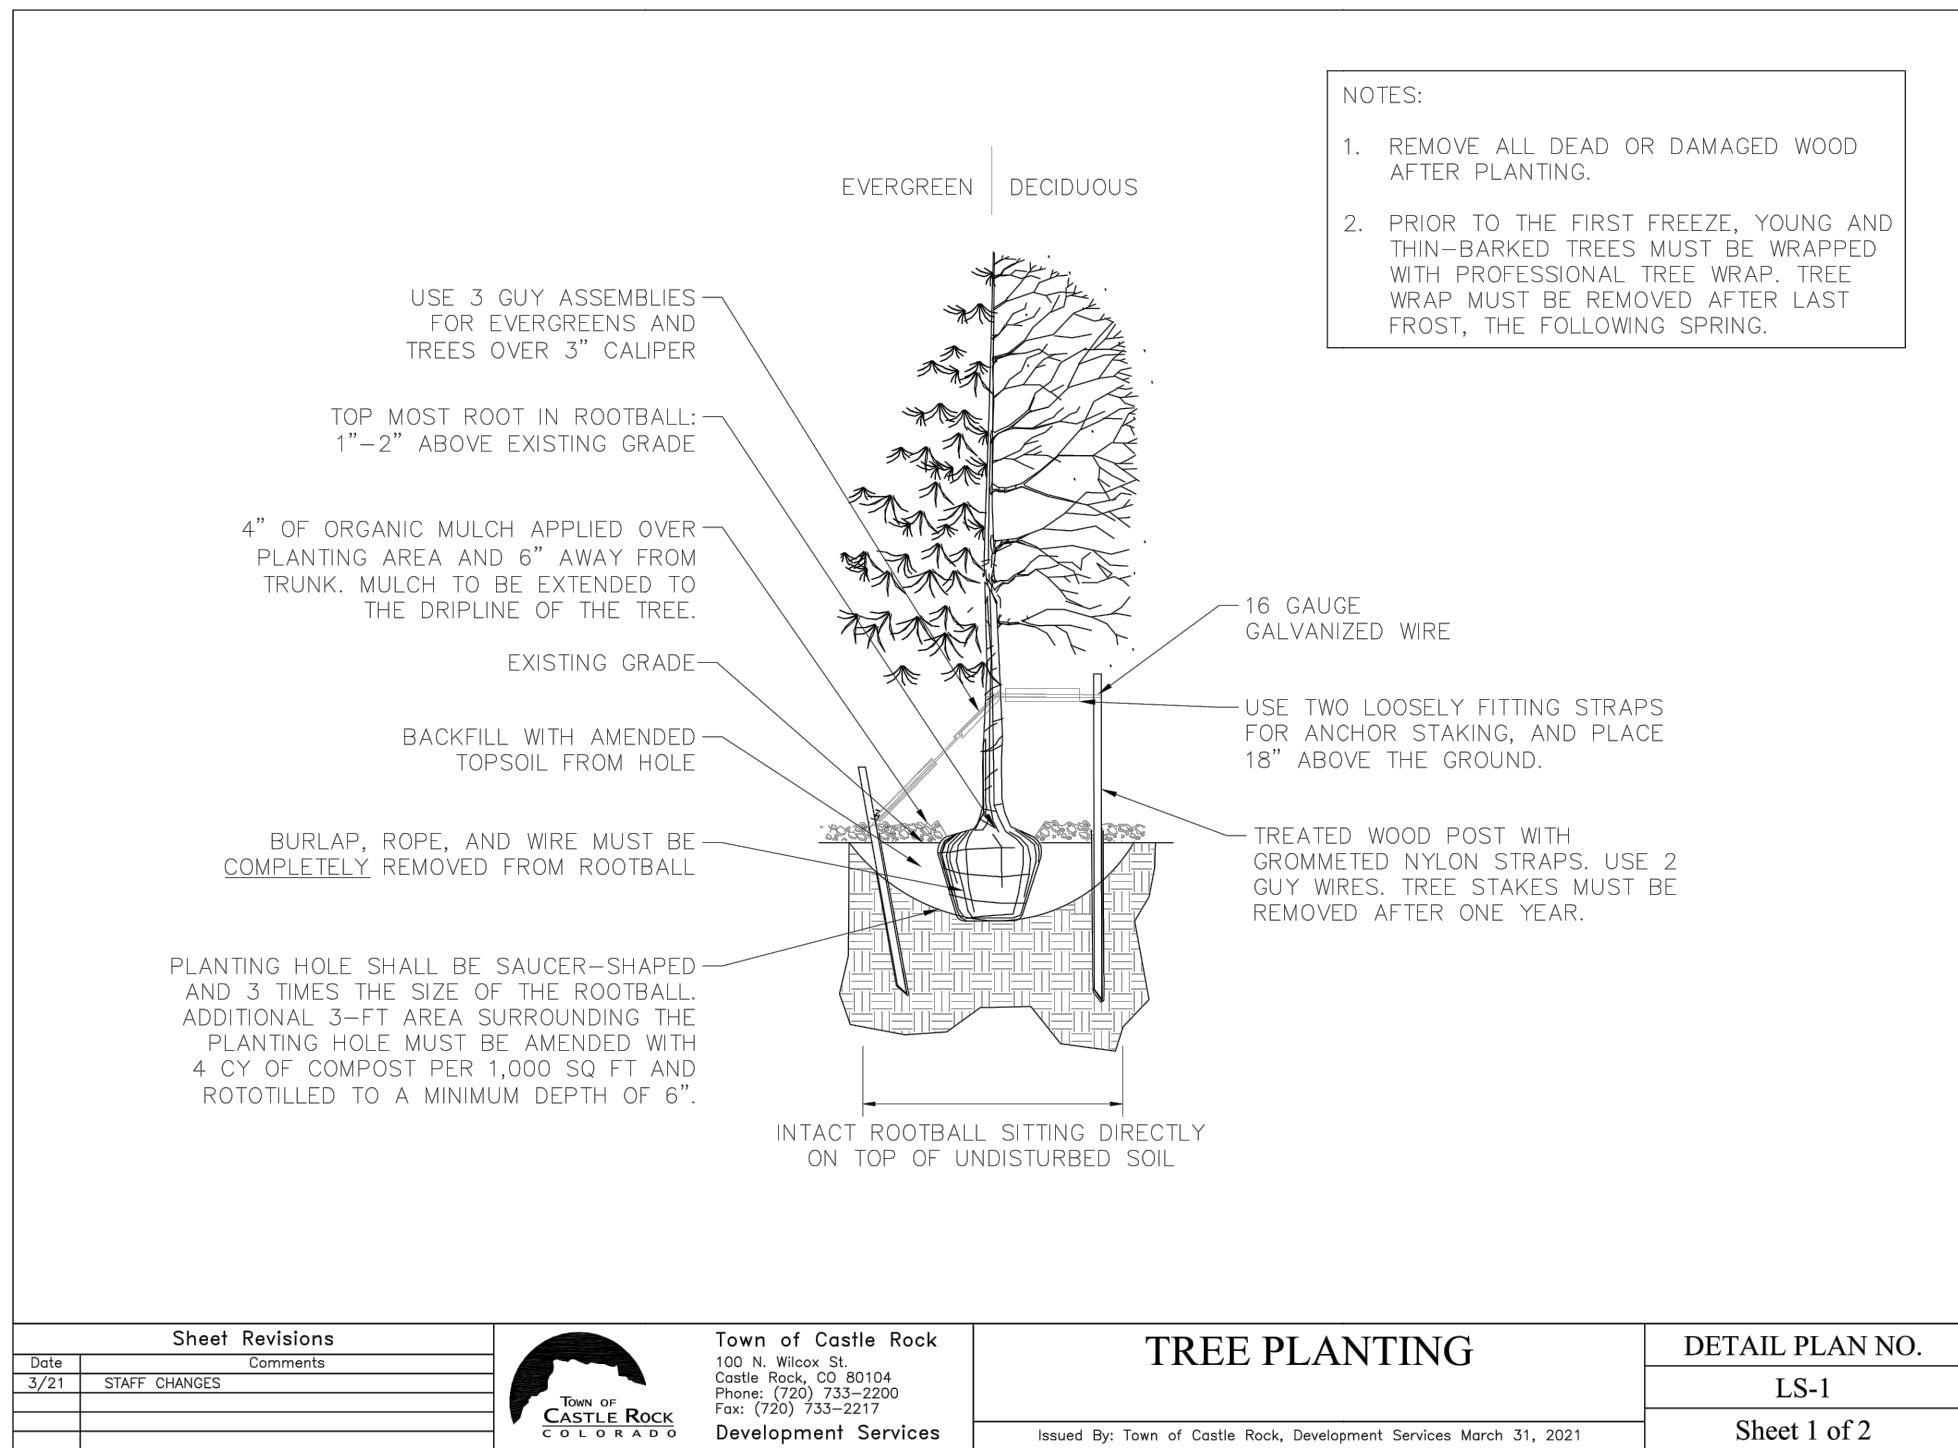 NOTES:
1. REMOVE ALL DEAD OR DAMAGED WOOD
AFTER PLANTING.
2. PRIOR TO THE FIRST FREEZE, YOUNG AND
THIN-BARKED TREES MUST BE WRAPPED
WITH PROFESSIONAL TREE WRAP. TREE
WRAP MUST BE REMOVED AFTER LAST
FROST, THE FOLLOWING SPRING.
EVERGREEN
DECIDUOUS
USE 3 GUY ASSEMBLIES
FOR EVERGREENS AND
TREES OVER 3” CALIPER
TOP MOST ROOT IN ROOTBALL:
1”-2” ABOVE EXISTING GRADE
4” OF ORGANIC MULCH APPLIED OVER
PLANTING AREA AND 6” AWAY FROM
TRUNK. MULCH TO BE EXTENDED TO
THE DRIPLINE OF THE TREE.
EXISTING GRADE
BACKFILL WITH AMENDED
TOPSOIL FROM HOLE
BURLAP, ROPE, AND WIRE MUST BE
COMPLETELY REMOVED FROM ROOTBALL
PLANTING HOLE SHALL BE SAUCER-SHAPED
AND 3 TIMES THE SIZE OF THE ROOTBALL.
ADDITIONAL 3-FT AREA SURROUNDING THE
PLANTING HOLE MUST BE AMENDED WITH
4 CY OF COMPOST PER 1,000 SQ FT AND
ROTOTILLED TO A MINIMUM DEPTH OF 6”.
16 GAUGE
GALVANIZED WIRE
USE TWO LOOSELY FITTING STRAPS
FOR ANCHOR STAKING, AND PLACE
18” ABOVE THE GROUND.
TREATED WOOD POST WITH
GROMMETED NYLON STRAPS. USE 2
GUY WIRES. TREE STAKES MUST BE
REMOVED AFTER ONE YEAR.
INTACT ROOTBALL SITTING DIRECTLY
ON TOP OF UNDISTURBED SOIL
Sheet Revisions
Date Comments
3/21 STAFF CHANGES
TOWN OF
CASTLE ROCK
COLORADO
Town of Castle Rock
100 N. Wilcox St.
Castle Rock, CO 80104
Phone: (720) 733-2200
Fax: (720) 733-2217
Development Services
TREE PLANTING
Issued By: Town of Castle Rock, Development Services March 31, 2021
DETAIL PLAN NO.
LS-1
Sheet 1 of 2